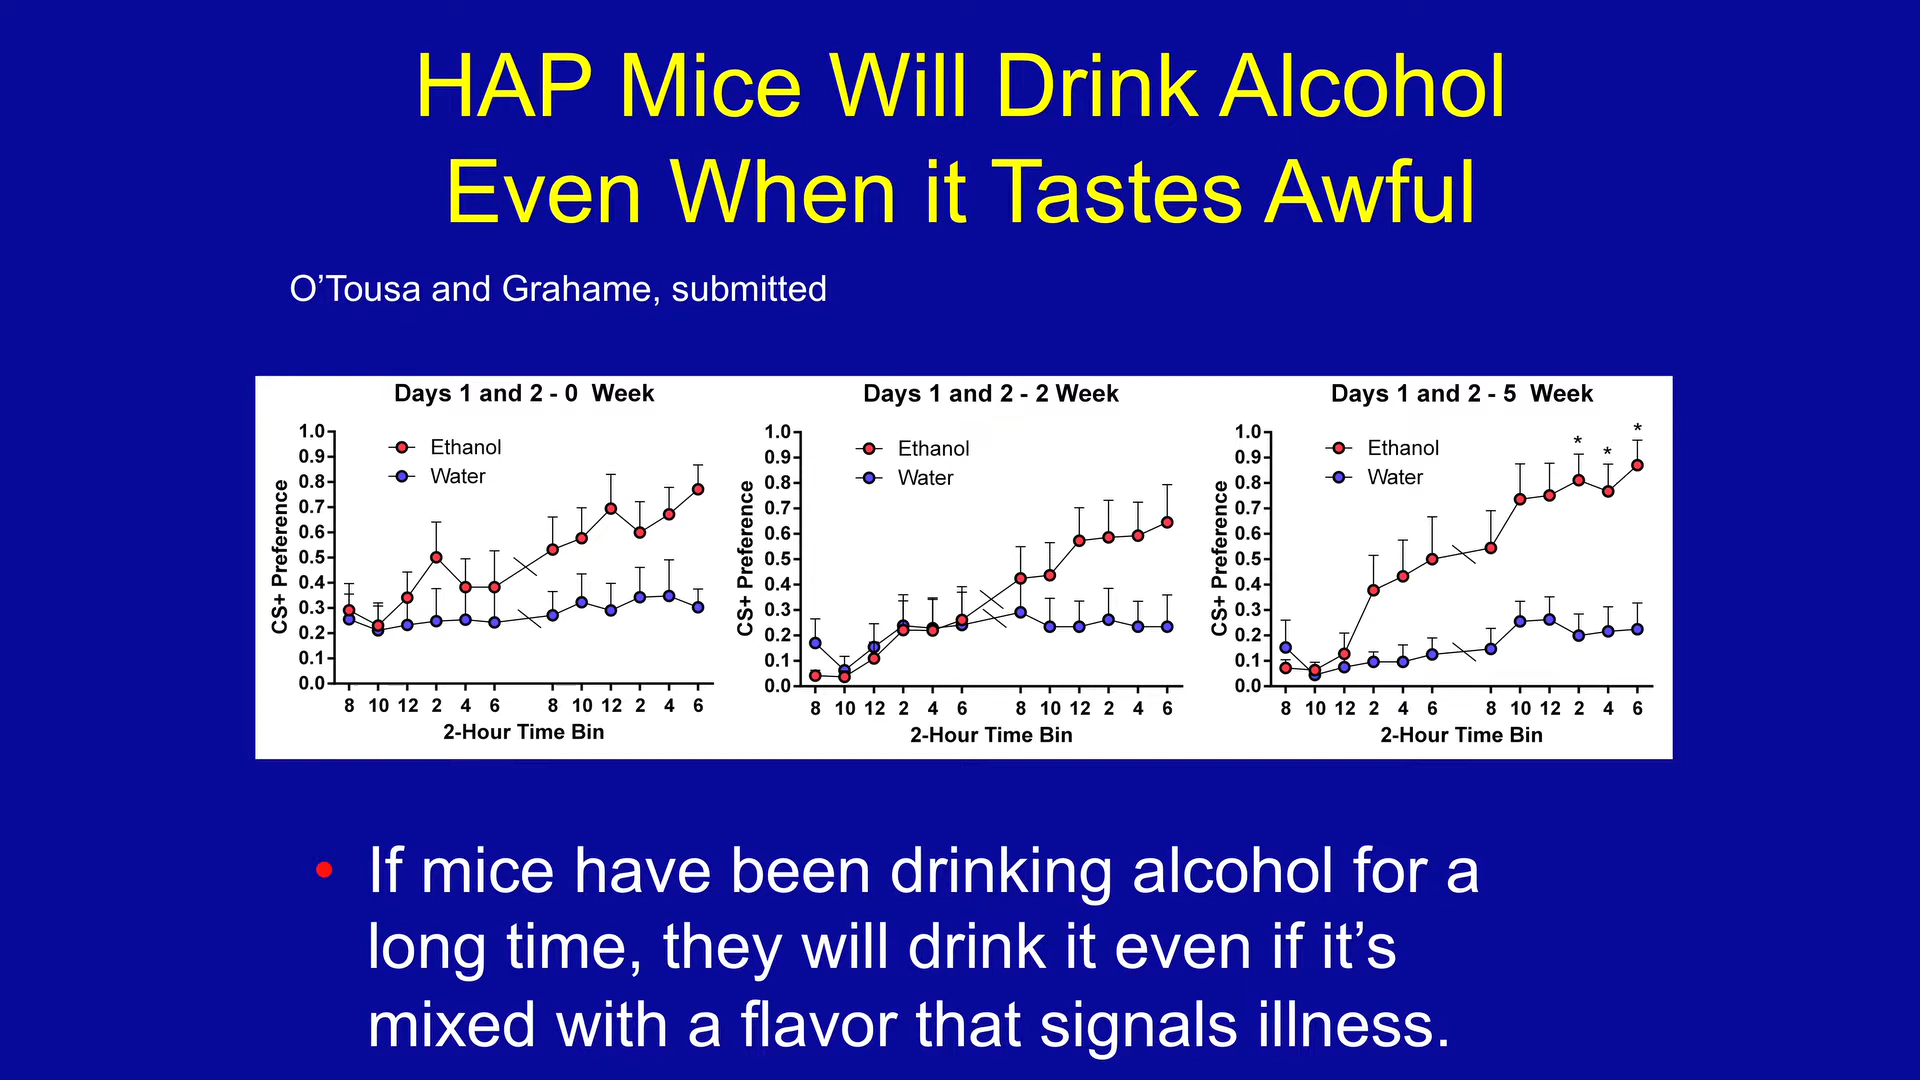 HAP Mice Will Drink Alcohol
Even When it Tastes Awful
O’Tousa and Grahame, submitted
Days 1 and 2 - 0 Week
CS+ Preference
1.0
0.9
0.8
0.7
0.6
0.5
0.4
0.3
0.2
0.1
0.0
Ethanol
Water
8 10 12 2 4 6 8 10 12 2 4 6
2-Hour Time Bin
Days 1 and 2 - 2 Week
CS+ Preference
1.0
0.9
0.8
0.7
0.6
0.5
0.4
0.3
0.2
0.1
0.0
Ethanol
Water
8 10 12 2 4 6 8 10 12 2 4 6
2-Hour Time Bin
Days 1 and 2 - 5 Week
CS+ Preference
1.0
0.9
0.8
0.7
0.6
0.5
0.4
0.3
0.2
0.1
0.0
Ethanol
Water
* * *
8 10 12 2 4 6 8 10 12 2 4 6
2-Hour Time Bin
• If mice have been drinking alcohol for a
long time, they will drink it even if it’s
mixed with a flavor that signals illness.